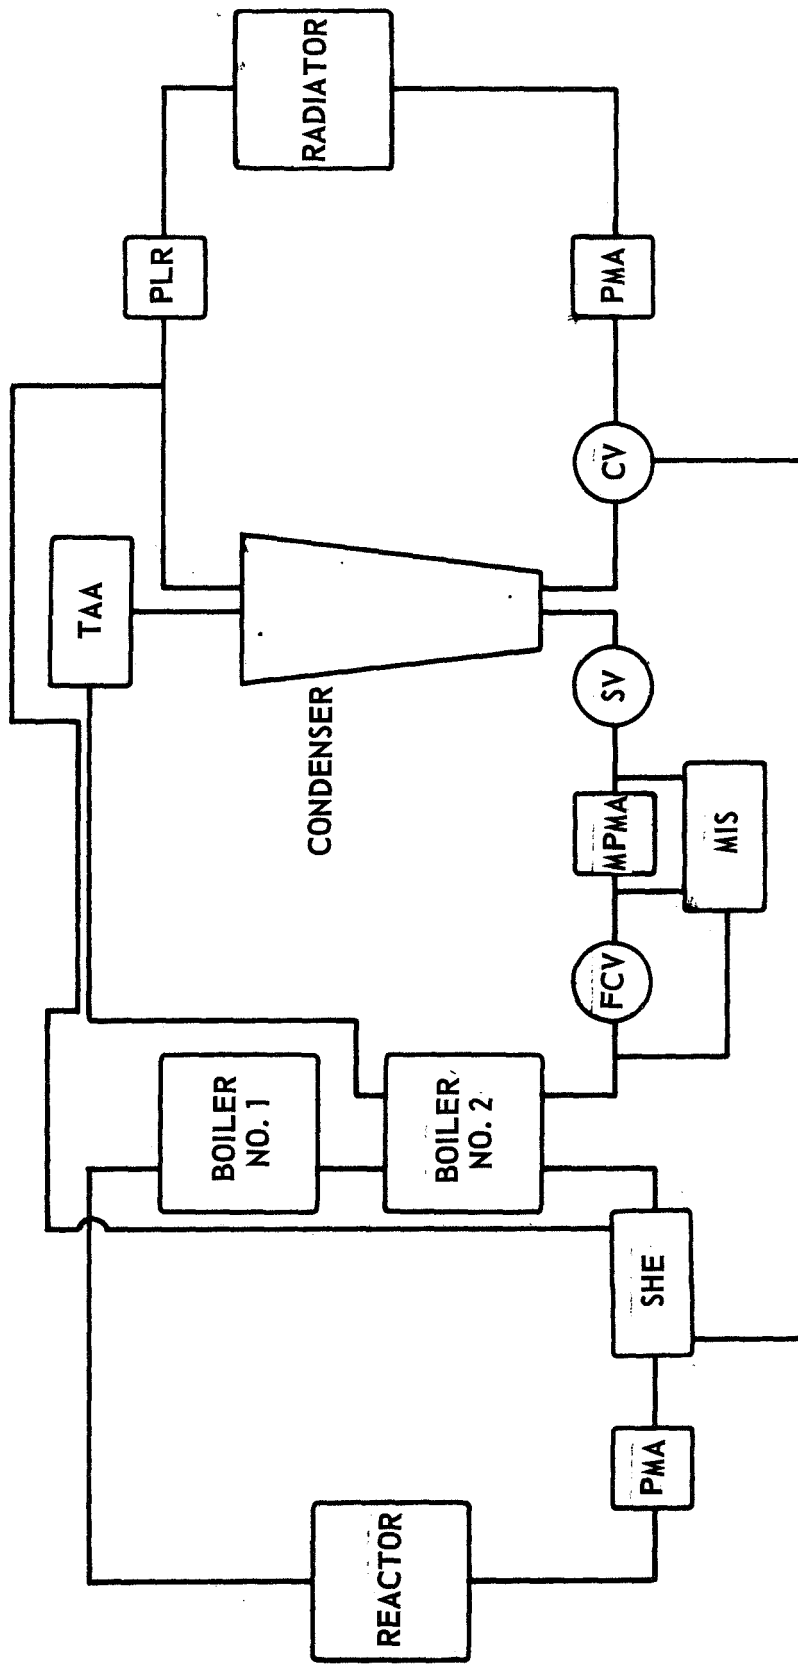 RADIATOR
PLR
PMA
CV
TAA
CONDENSER
SV
MPMA
MIS
FCV
BOILER
NO. 1
BOILER
NO. 2
SHE
PMA
REACTOR